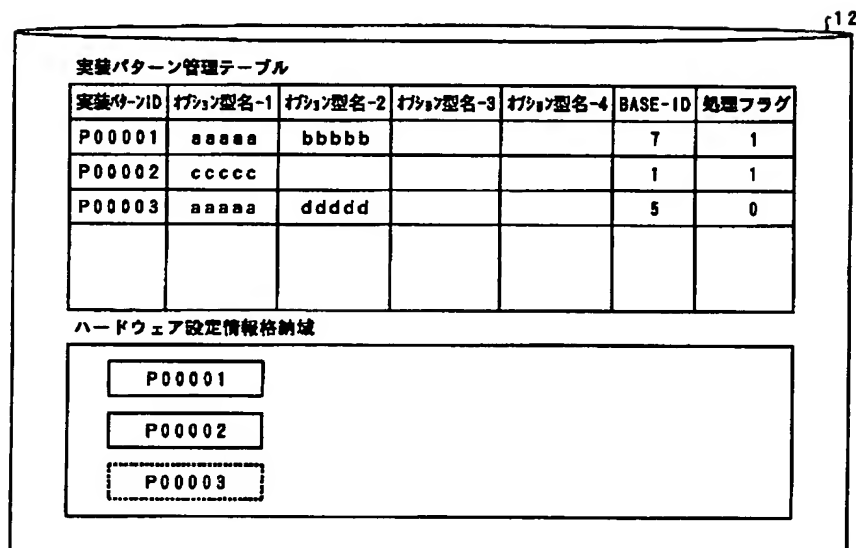 12
実装パターン管理テーブル
実装ﾊﾟﾀｰﾝID ｵﾌﾟｼｮﾝ型名-1 ｵﾌﾟｼｮﾝ型名-2 ｵﾌﾟｼｮﾝ型名-3 ｵﾌﾟｼｮﾝ型名-4 BASE-ID 処理フラグ
P00001 aaaaa bbbbb 7 1
P00002 ccccc 1 1
P00003 aaaaa ddddd 5 0
ハードウェア設定情報格納域
P00001
P00002
P00003